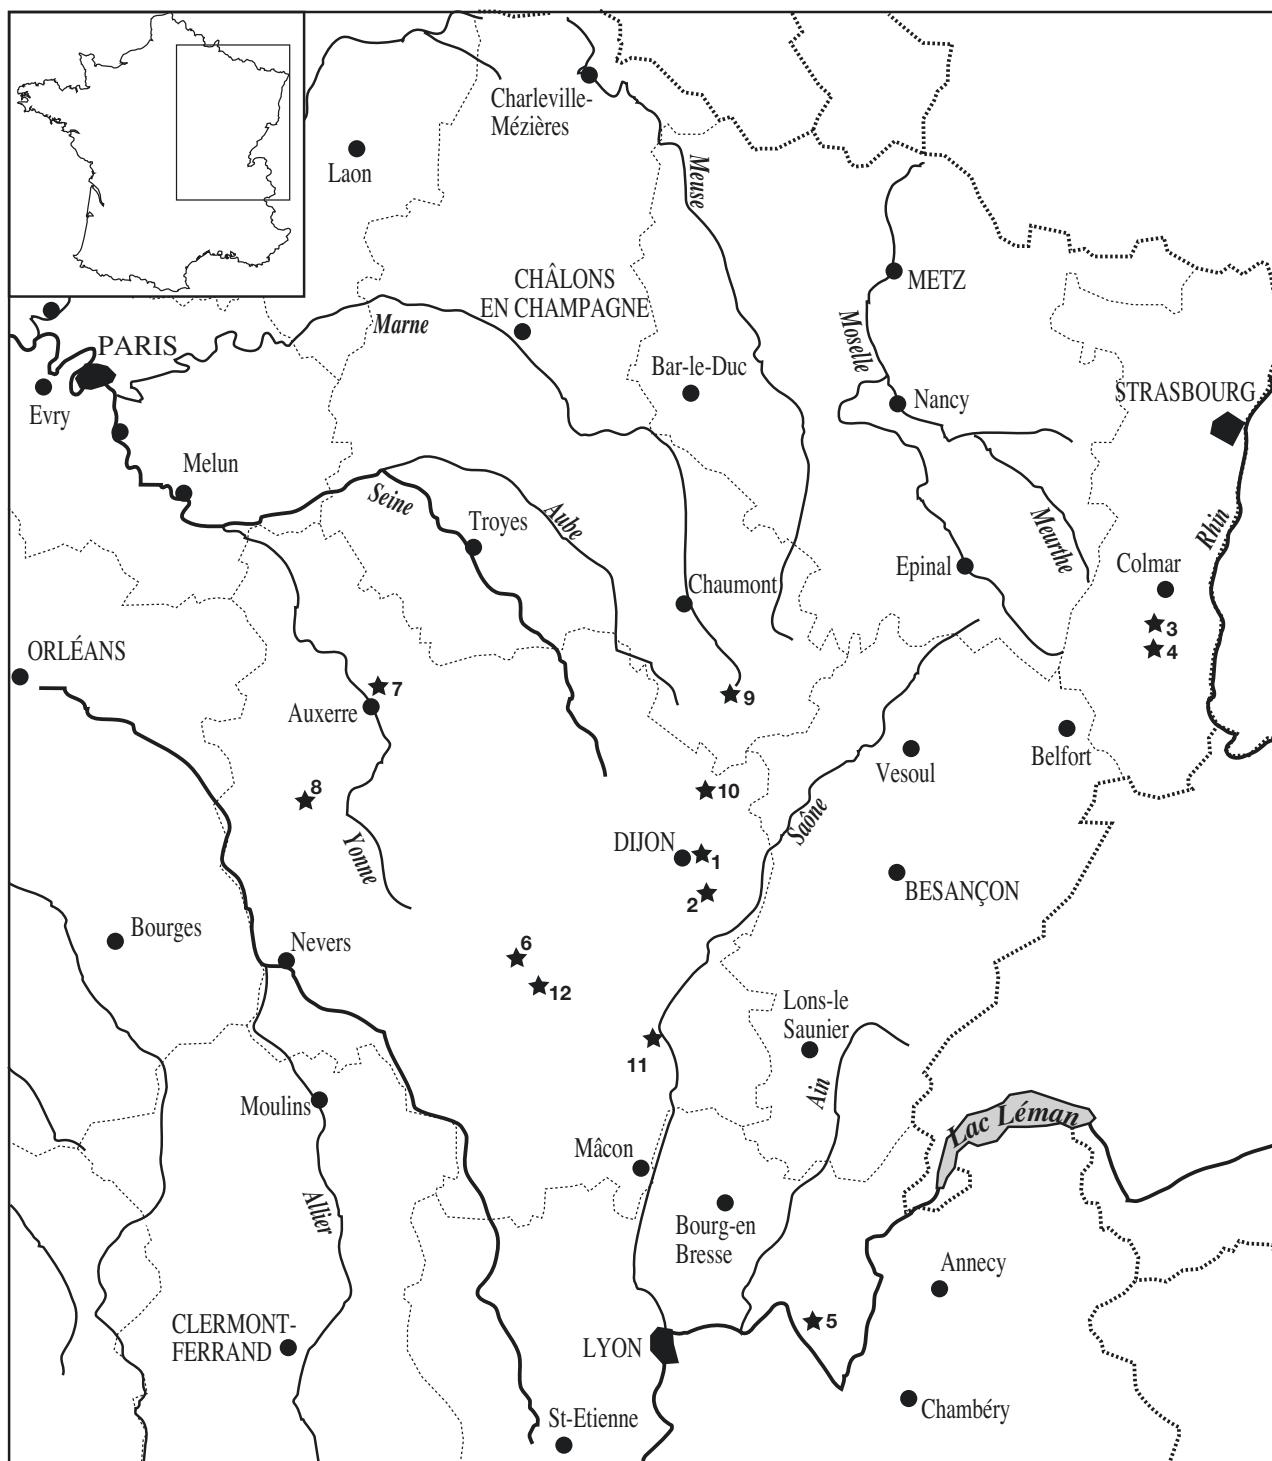 Charleville-
Mézières
Laon
Meuse
METZ
CHÂLONS
EN CHAMPAGNE
Marne
Moselle
PARIS
Bar-le-Duc
Nancy
STRASBOURG
Evry
Melun
Seine
Troyes
Aube
Meurthe
Rhin
Epinal
Colmar
Chaumont
3
4
ORLÉANS
7
9
Auxerre
Belfort
Vesoul
8
10
Saône
DIJON
1
Yonne
BESANÇON
2
Bourges
Nevers
6
12
Lons-le
Saunier
11
Ain
Moulins
Lac Léman
Mâcon
Allier
Bourg-en
Bresse
Annecy
CLERMONT-
FERRAND
5
LYON
St-Etienne
Chambéry